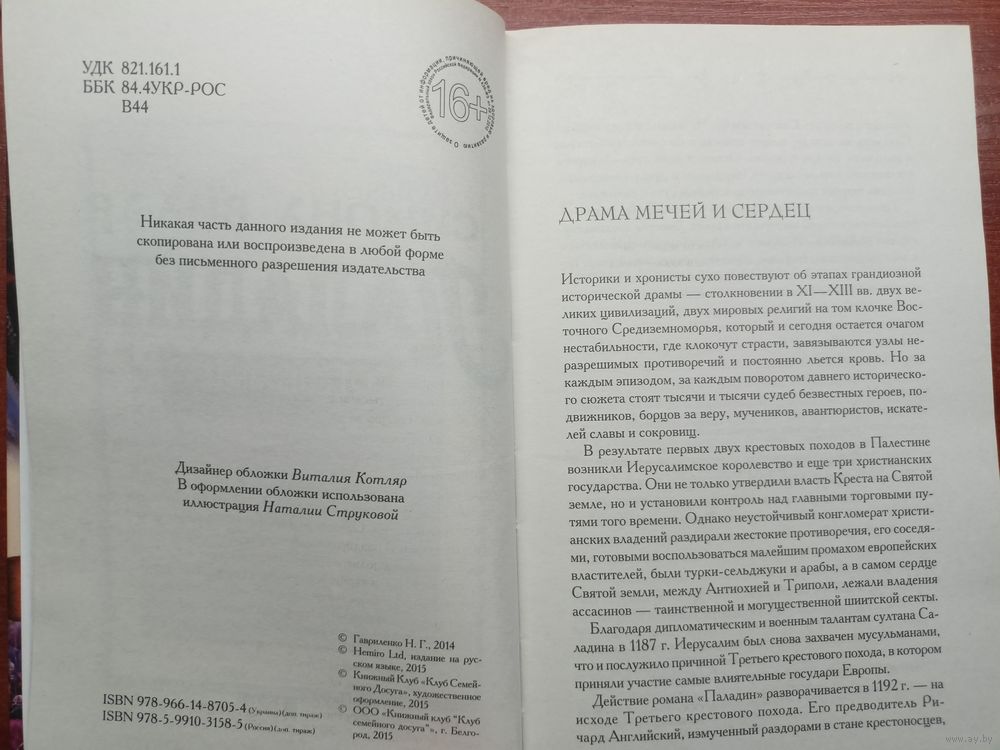 УДК 821.161.1
ББК 84.4УКР-РОС
В44
16+
Никакая часть данного издания не может быть
скопирована или воспроизведена в любой форме
без письменного разрешения издательства
Дизайнер обложки Виталия Котляр
В оформлении обложки использована
иллюстрация Наталии Струковой
© Гавриленко Н. Г., 2014
© Hemiro Ltd, издание на рус-
ском языке, 2015
© Книжный Клуб «Клуб Семей-
ного Досуга», художественное
оформление, 2015
© ООО «Книжный клуб "Клуб
семейного досуга"», г. Белго-
род, 2015
ISBN 978-966-14-8705-4 (Украина)(доп. тираж)
ISBN 978-5-9910-3158-5 (Россия)(доп. тираж)
ДРАМА МЕЧЕЙ И СЕРДЕЦ
Историки и хронисты сухо повествуют об этапах грандиозной
исторической драмы — столкновении в XI—XIII вв. двух ве-
ликих цивилизаций, двух мировых религий на том клочке Вос-
точного Средиземноморья, который и сегодня остается очагом
нестабильности, где клокочут страсти, завязываются узлы не-
разрешимых противоречий и постоянно льется кровь. Но за
каждым эпизодом, за каждым поворотом давнего историческо-
го сюжета стоят тысячи и тысячи судеб безвестных героев, по-
движников, борцов за веру, мучеников, авантюристов, искате-
лей славы и сокровищ.
В результате первых двух крестовых походов в Палестине
возникли Иерусалимское королевство и еще три христианских
государства. Они не только утвердили власть Креста на Святой
земле, но и установили контроль над главными торговыми пу-
тями того времени. Однако неустойчивый конгломерат христи-
анских владений раздирали жестокие противоречия, его соседя-
ми, готовыми воспользоваться малейшим промахом европейских
властителей, были турки-сельджуки и арабы, а в самом сердце
Святой земли, между Антиохией и Триполи, лежали владения
ассасинов — таинственной и могущественной шиитской секты.
Благодаря дипломатическим и военным талантам султана Са-
ладина в 1187 г. Иерусалим был снова захвачен мусульманами,
что и послужило причиной Третьего крестового похода, в котором
приняли участие самые влиятельные государи Европы.
Действие романа «Паладин» разворачивается в 1192 г. — на
исходе Третьего крестового похода. Его предводитель Ри-
чард Английский, измученный раздорами в стане крестоносцев,
www.ay.by